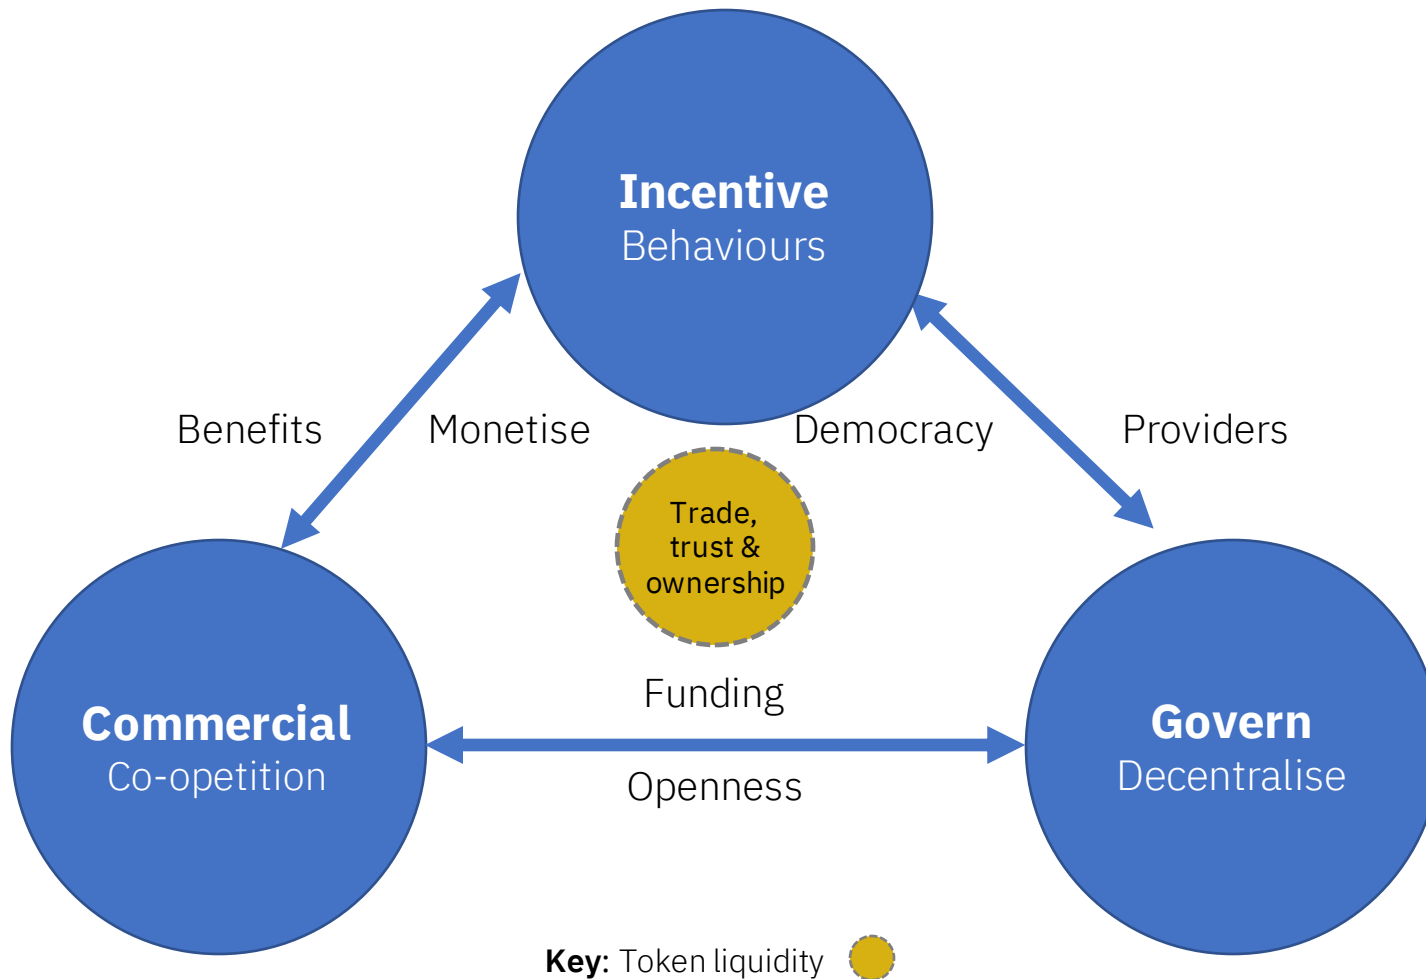 Incentive
Behaviours
Benefits
Monetise
Democracy
Providers
Trade,
trust &
ownership
Funding
Commercial
Co-opetition
Govern
Decentralise
Openness
Key: Token liquidity